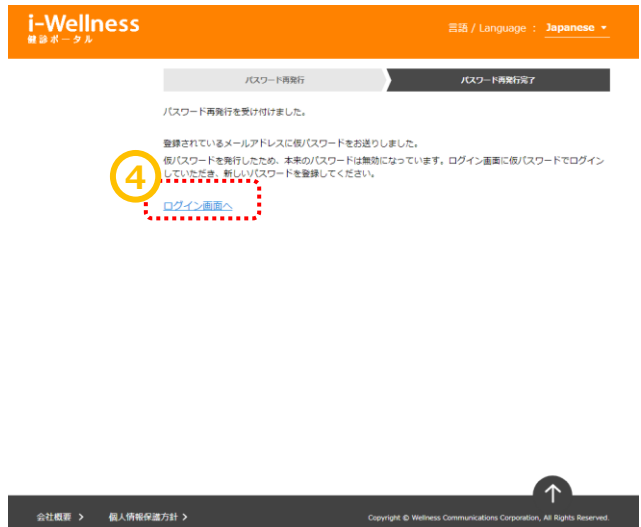 i-Wellness
健診ポータル
言語 / Language : Japanese
パスワード再発行
パスワード再発行完了
パスワード再発行を受け付けました。
登録されているメールアドレスに仮パスワードをお送りしました。
仮パスワードを発行したため、本来のパスワードは無効になっています。ログイン画面に仮パスワードでログイン
していただき、新しいパスワードを登録してください。
④
ログイン画面へ
会社概要 > 個人情報保護方針 >
Copyright © Wellness Communications Corporation, All Rights Reserved.